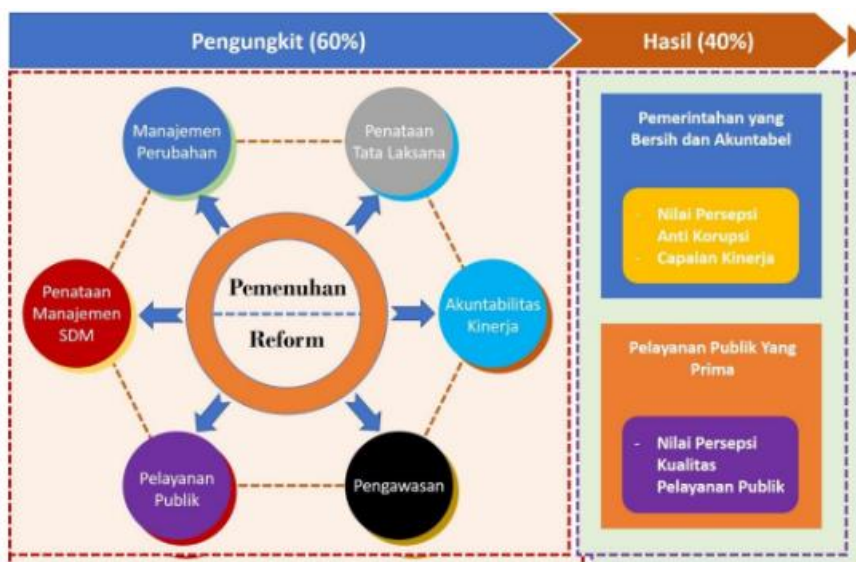 Pengungkit (60%)
Hasil (40%)
Manajemen
Perubahan
Penataan
Tata Laksana
Penataan
Manajemen
SDM
Pemenuhan
Reform
Akuntabilitas
Kinerja
Pelayanan
Publik
Pengawasan
Pemerintahan yang
Bersih dan Akuntabel
- Nilai Persepsi
Anti Korupsi
- Capaian Kinerja
Pelayanan Publik Yang
Prima
- Nilai Persepsi
Kualitas
Pelayanan Publik